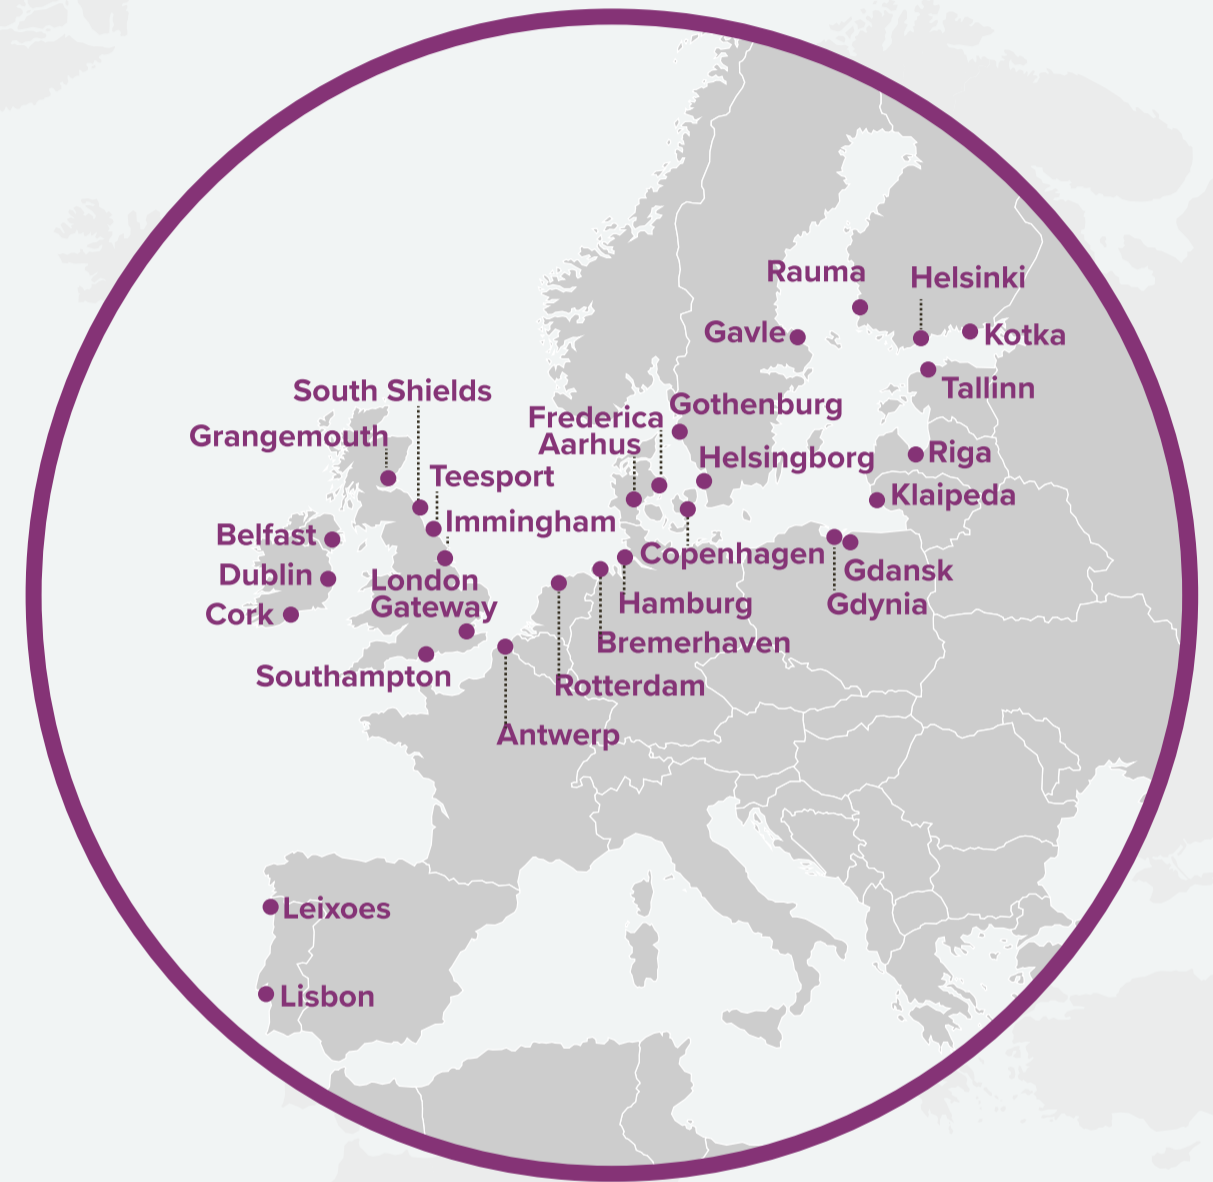 Rauma
Helsinki
Gavle
Kotka
Tallinn
South Shields
Gothenburg
Frederica
Grangemouth
Aarhus
Riga
Helsingborg
Teesport
Klaipeda
Immingham
Belfast
Copenhagen
Gdansk
Dublin
London
Gateway
Hamburg
Gdynia
Cork
Bremerhaven
Southampton
Rotterdam
Antwerp
Leixoes
Lisbon